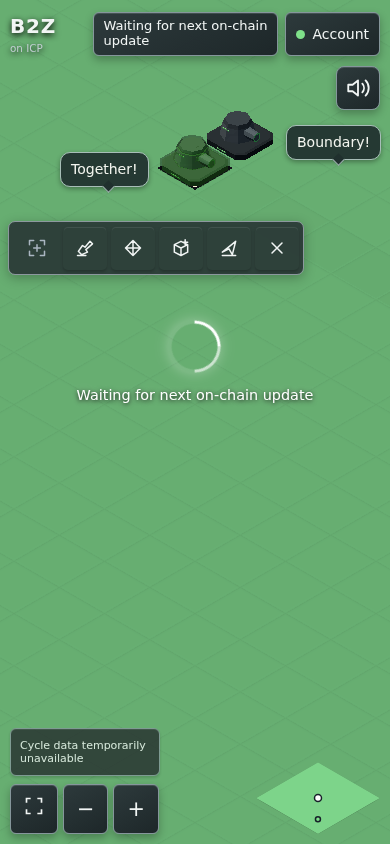 B2Z
on ICP
Waiting for next on-chain
update
Account
Together!
Boundary!
Waiting for next on-chain update
Cycle data temporarily
unavailable